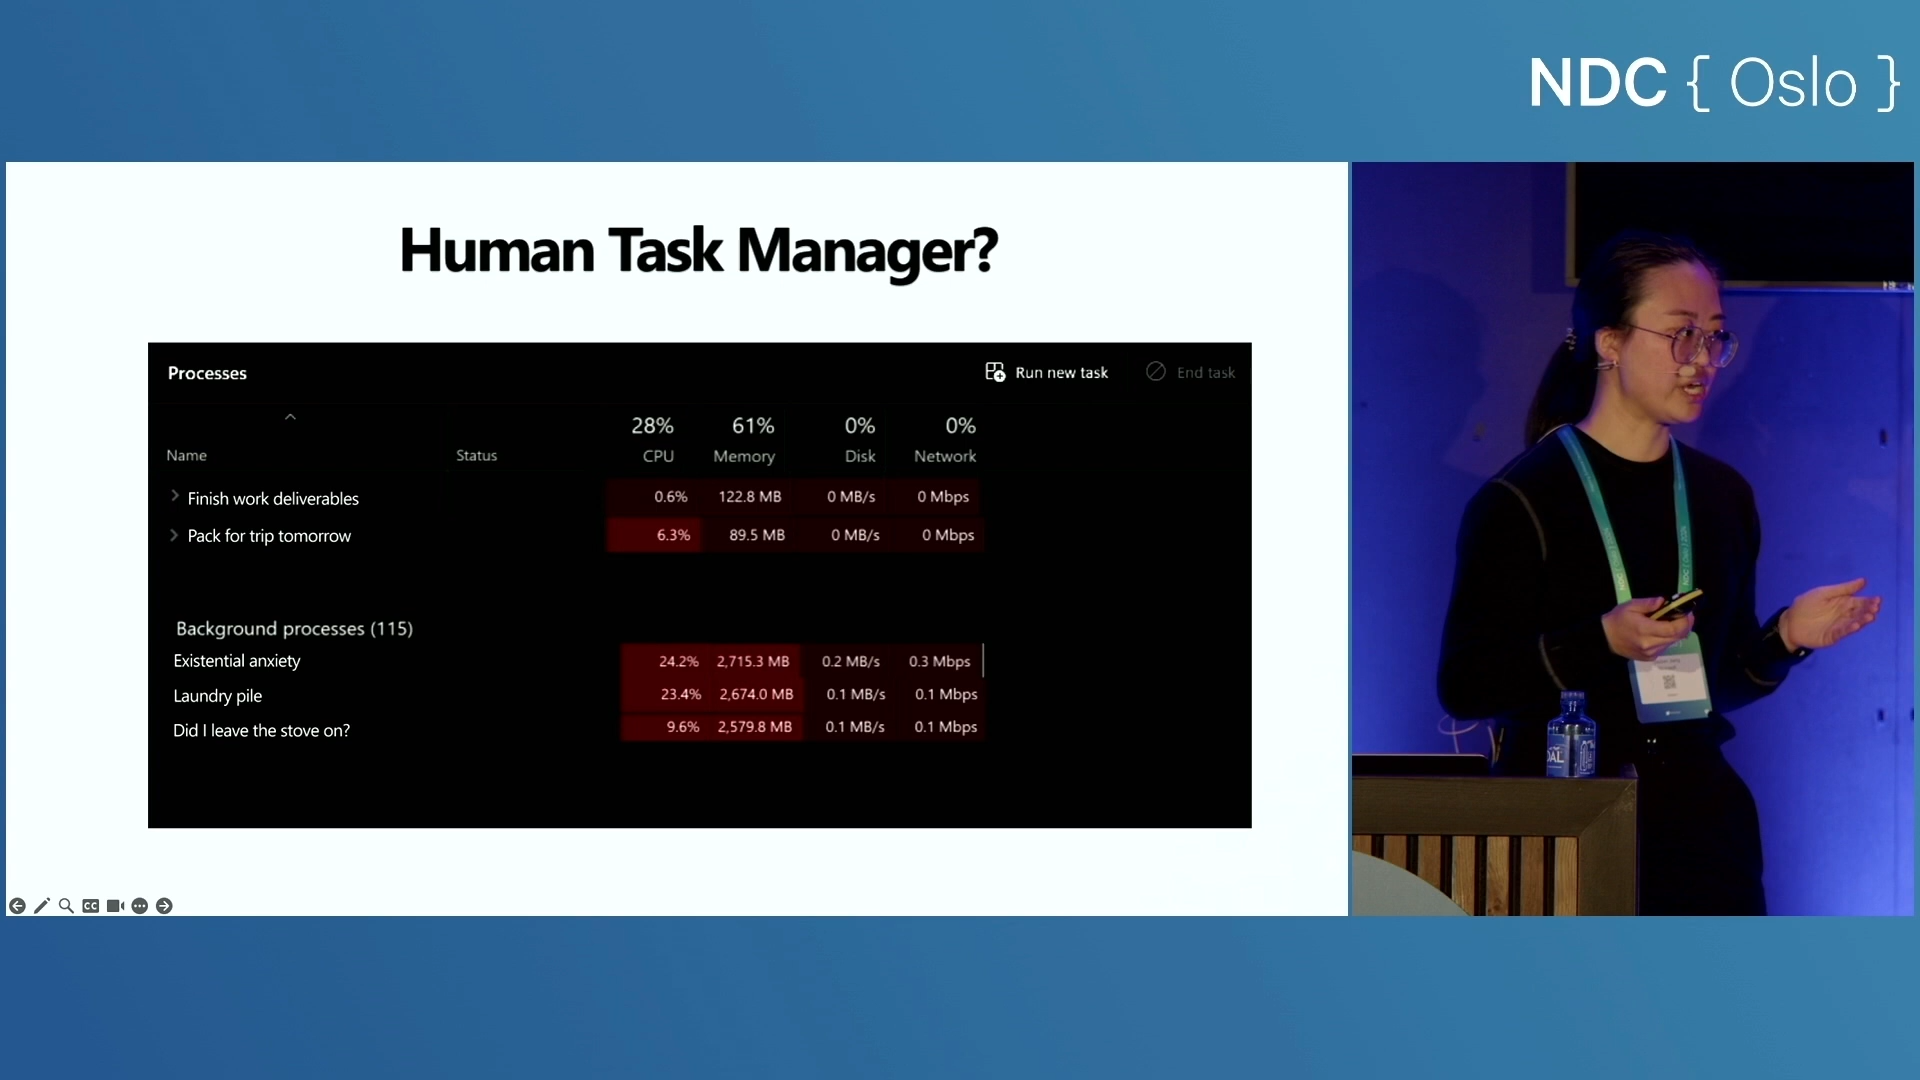 NDC { Oslo }
Human Task Manager?
Processes
Run new task
End task
28% 61% 0% 0%
Name Status CPU Memory Disk Network
Finish work deliverables 0.6% 122.8 MB 0 MB/s 0 Mbps
Pack for trip tomorrow 6.3% 89.5 MB 0 MB/s 0 Mbps
Background processes (115)
Existential anxiety 24.2% 2,715.3 MB 0.2 MB/s 0.3 Mbps
Laundry pile 23.4% 2,674.0 MB 0.1 MB/s 0.1 Mbps
Did I leave the stove on? 9.6% 2,579.8 MB 0.1 MB/s 0.1 Mbps
CC